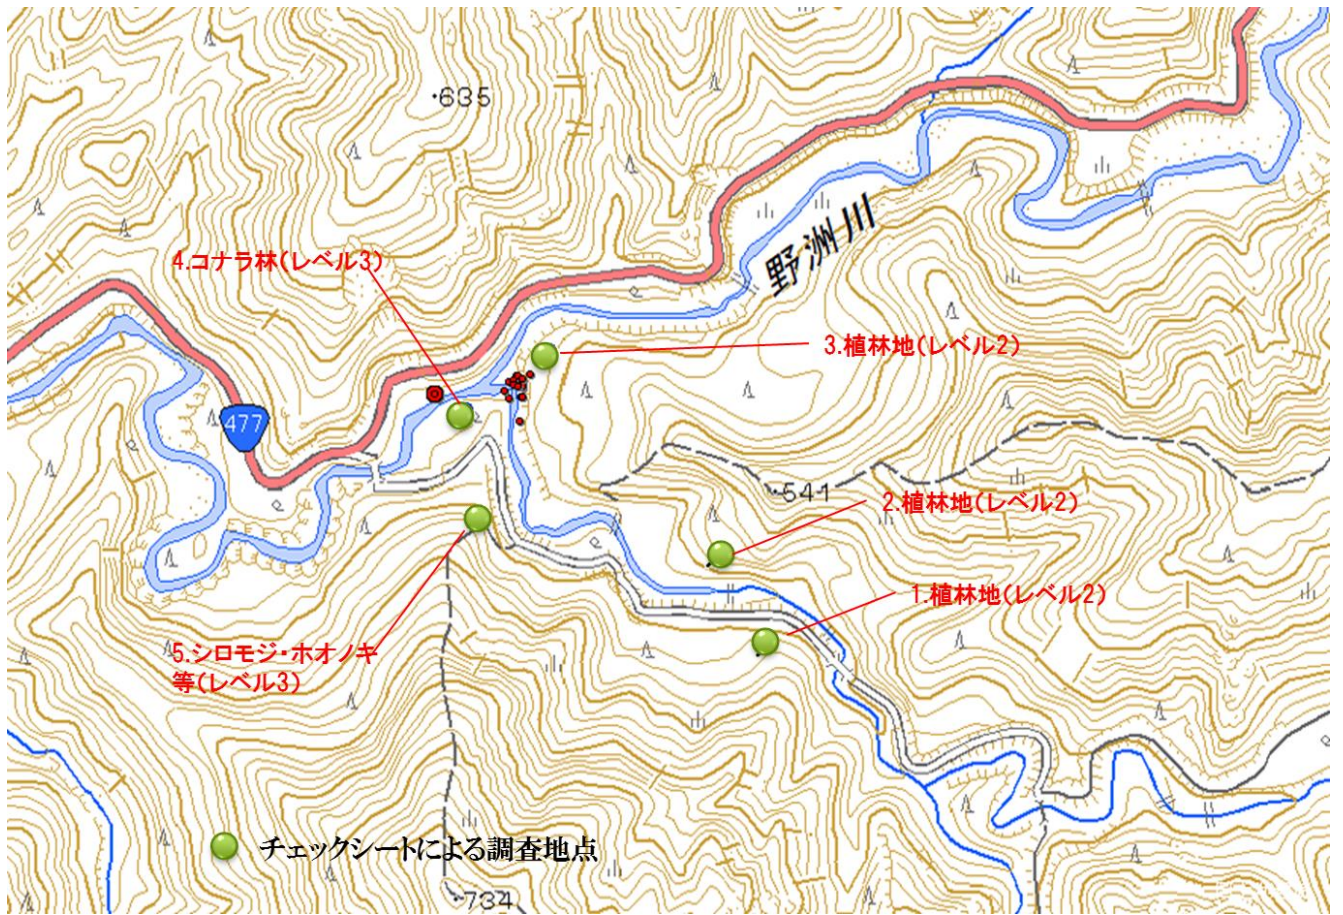 635
野洲川
4.コナラ林(レベル3)
3.植林地(レベル2)
477
541
2.植林地(レベル2)
1.植林地(レベル2)
5.シロモジ・ホオノキ
等(レベル3)
チェックシートによる調査地点
734